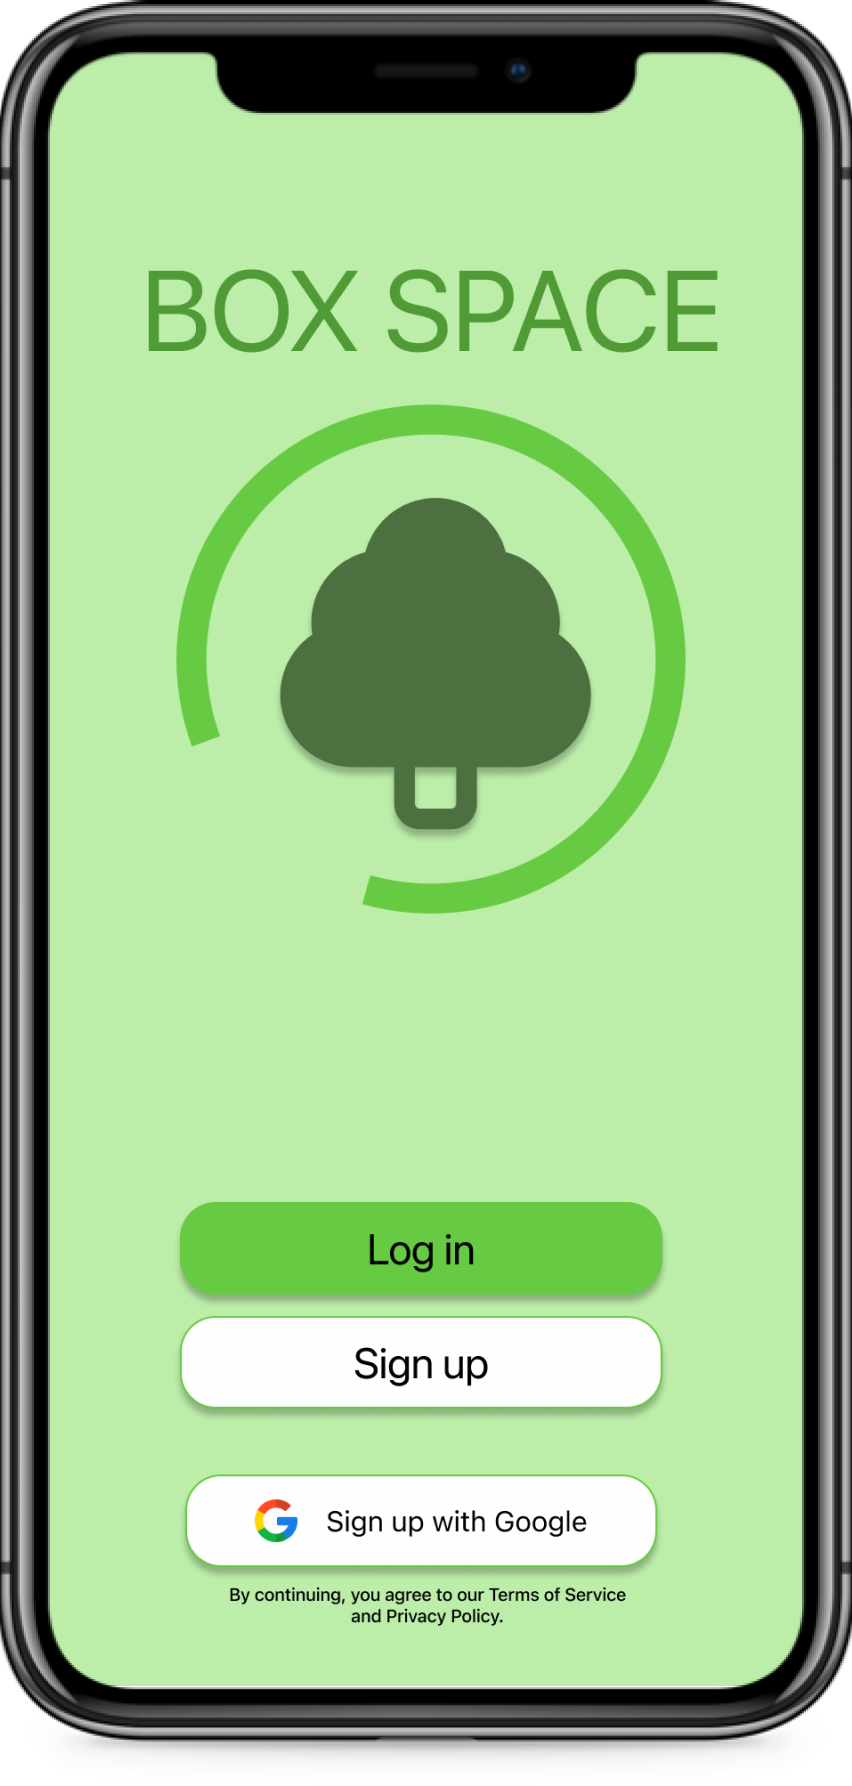 BOX SPACE
Log in
Sign up
Sign up with Google
By continuing, you agree to our Terms of Service
and Privacy Policy.